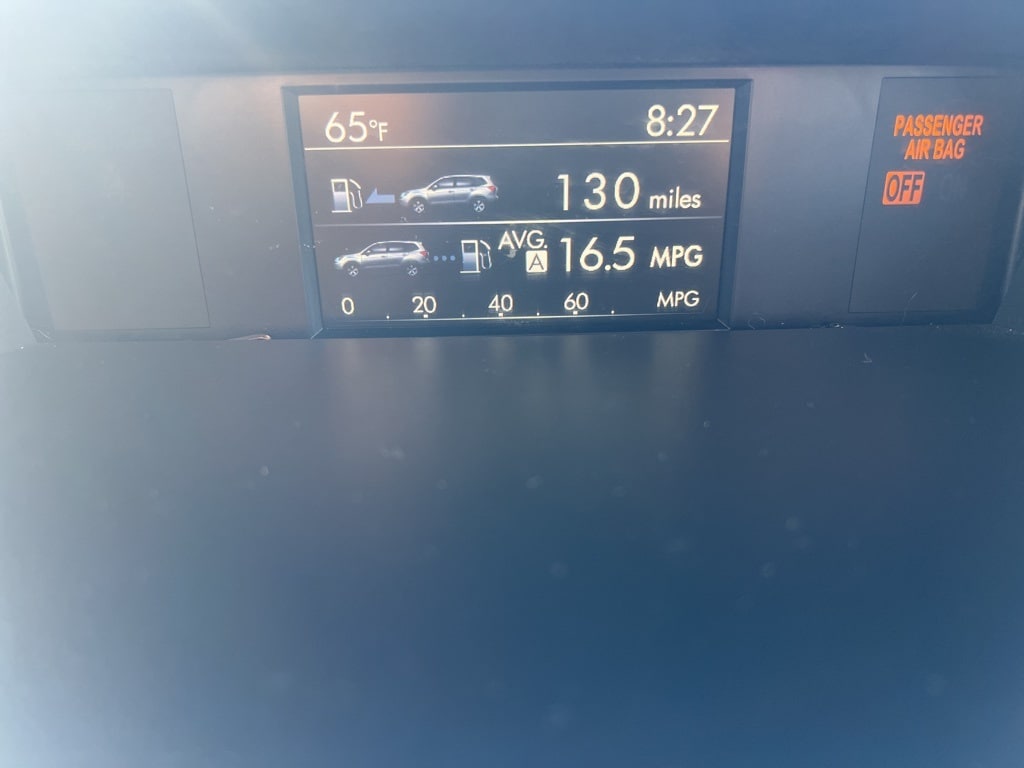 65°F 8:27
130 miles
AVG. A 16.5 MPG
0 20 40 60 MPG
PASSENGER
AIR BAG
OFF